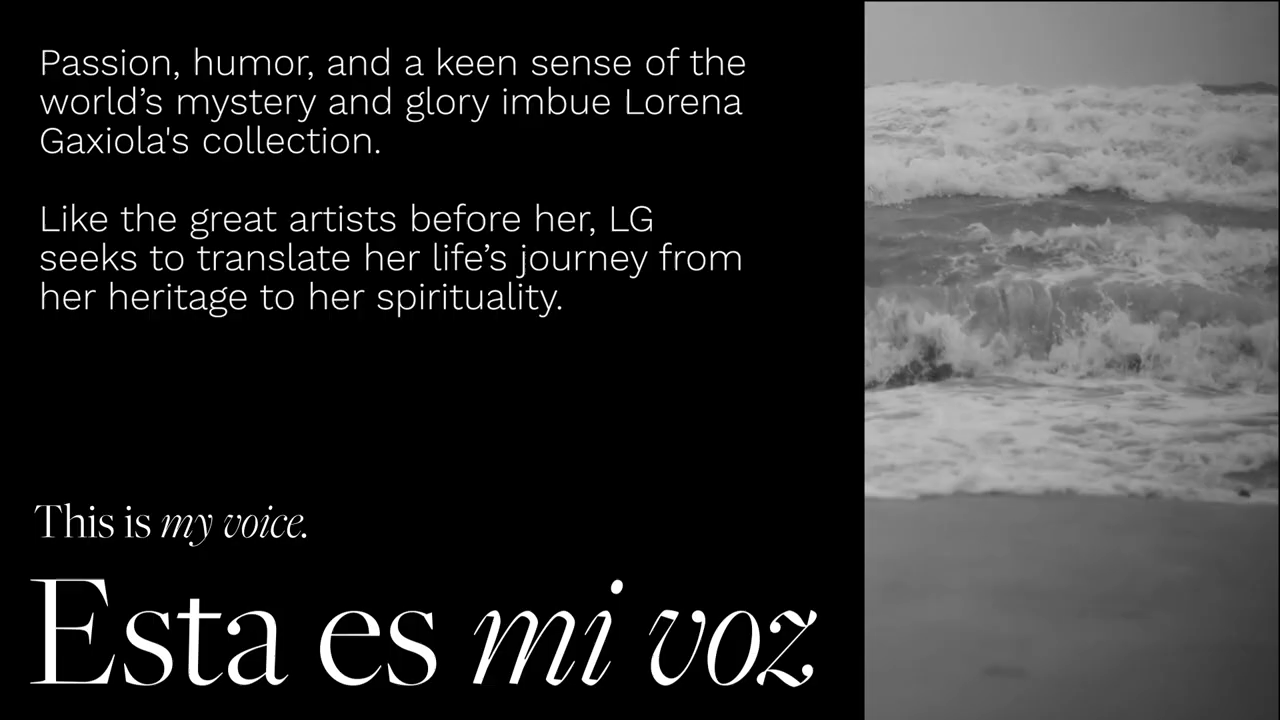 Passion, humor, and a keen sense of the
world’s mystery and glory imbue Lorena
Gaxiola's collection.
Like the great artists before her, LG
seeks to translate her life’s journey from
her heritage to her spirituality.
This is my voice.
Esta es mi voz